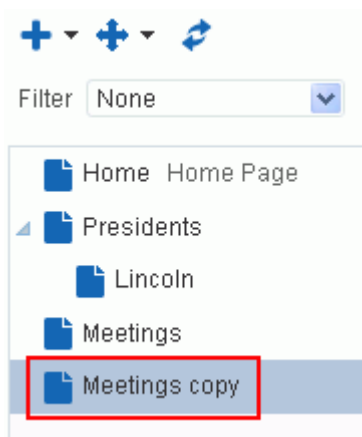 Filter None
Home Home Page
Presidents
Lincoln
Meetings
Meetings copy